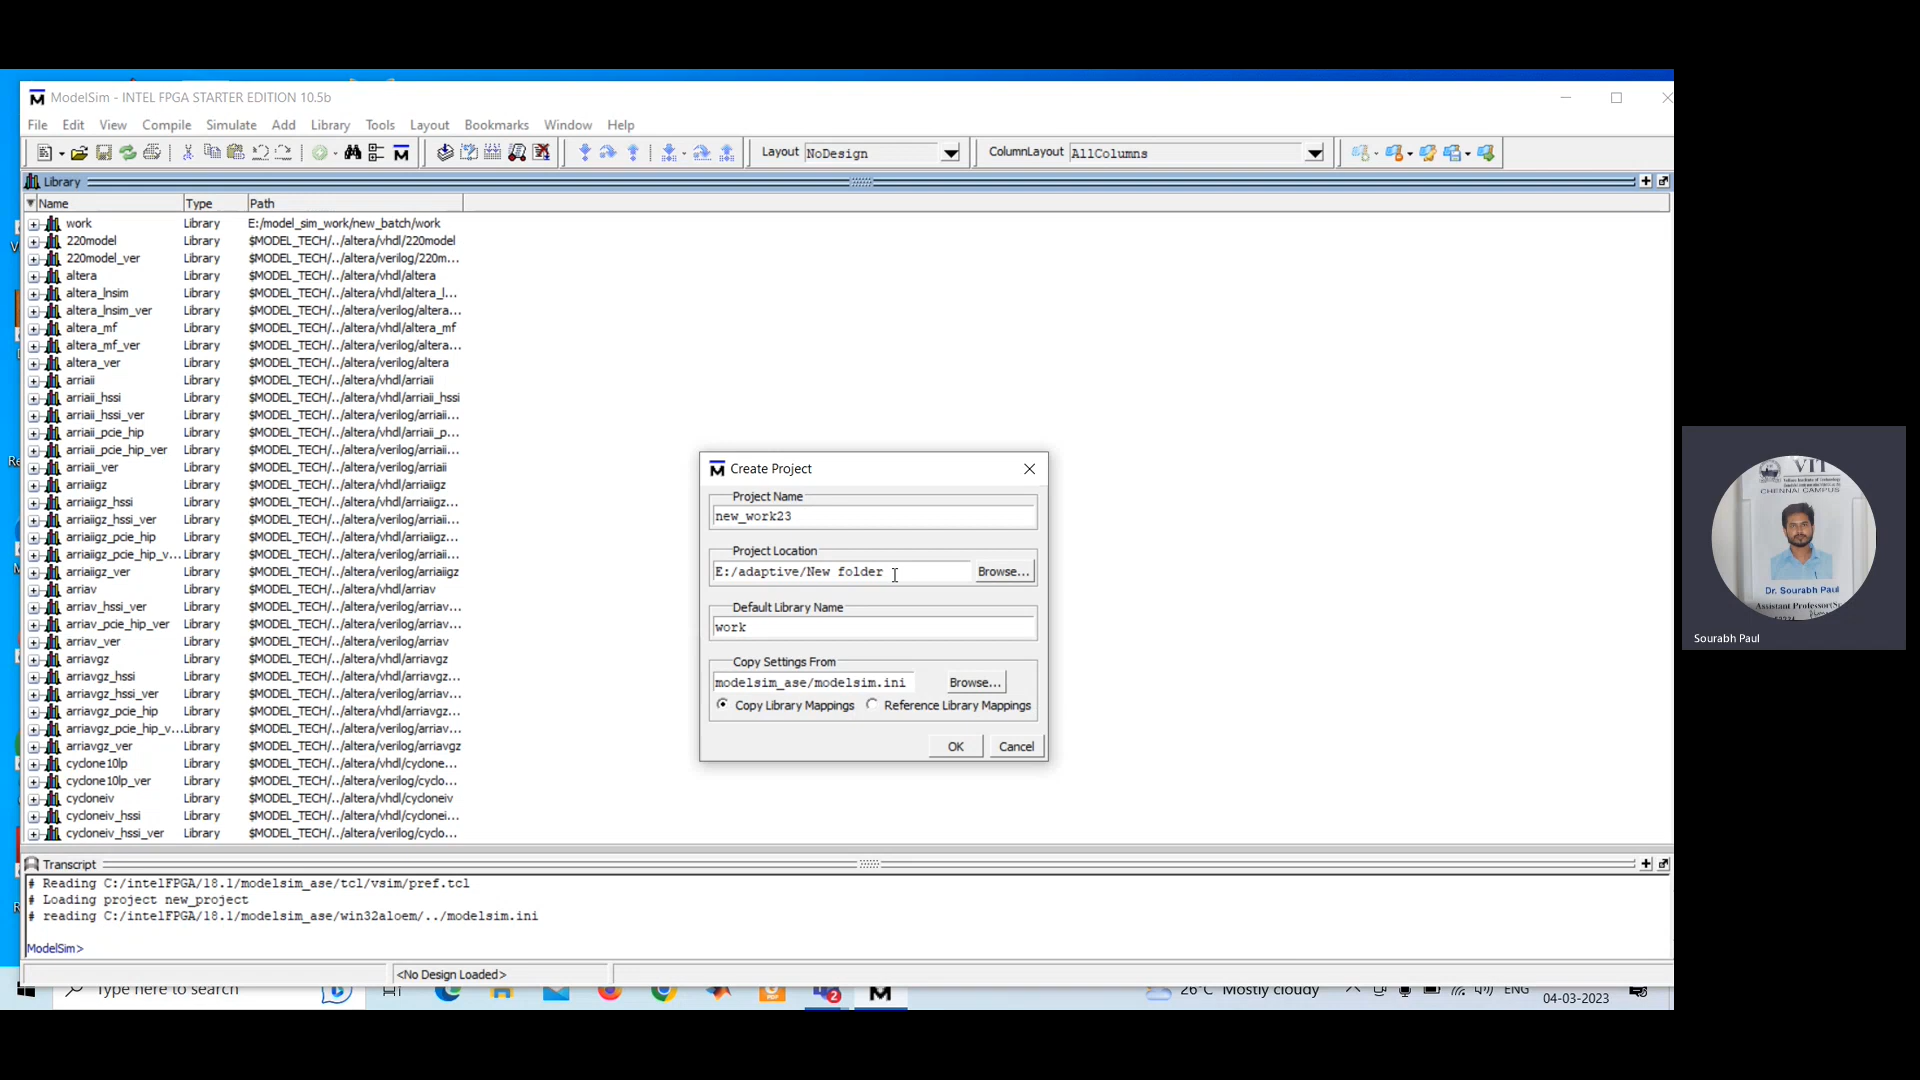 ModelSim - INTEL FPGA STARTER EDITION 10.5b
File Edit View Compile Simulate Add Library Tools Layout Bookmarks Window Help
Layout NoDesign ColumnLayout AllColumns
Library
Name Type Path
work Library E:/model_sim_work/new_batch/work
220model Library $MODEL_TECH/../altera/vhdl/220model
220model_ver Library $MODEL_TECH/../altera/verilog/220m...
altera Library $MODEL_TECH/../altera/vhdl/altera
altera_lnsim Library $MODEL_TECH/../altera/vhdl/altera_l...
altera_lnsim_ver Library $MODEL_TECH/../altera/verilog/altera...
altera_mf Library $MODEL_TECH/../altera/vhdl/altera_mf
altera_mf_ver Library $MODEL_TECH/../altera/verilog/altera...
altera_ver Library $MODEL_TECH/../altera/verilog/altera
arriaii Library $MODEL_TECH/../altera/vhdl/arriaii
arriaii_hssi Library $MODEL_TECH/../altera/vhdl/arriaii_hssi
arriaii_hssi_ver Library $MODEL_TECH/../altera/verilog/arriaii...
arriaii_pcie_hip Library $MODEL_TECH/../altera/vhdl/arriaii_p...
arriaii_pcie_hip_ver Library $MODEL_TECH/../altera/verilog/arriaii...
arriaii_ver Library $MODEL_TECH/../altera/verilog/arriaii
arriaiigz Library $MODEL_TECH/../altera/vhdl/arriaiigz
arriaiigz_hssi Library $MODEL_TECH/../altera/vhdl/arriaiigz...
arriaiigz_hssi_ver Library $MODEL_TECH/../altera/verilog/arriaii...
arriaiigz_pcie_hip Library $MODEL_TECH/../altera/vhdl/arriaiigz...
arriaiigz_pcie_hip_v... Library $MODEL_TECH/../altera/verilog/arriaii...
arriaiigz_ver Library $MODEL_TECH/../altera/verilog/arriaiigz
arriav Library $MODEL_TECH/../altera/vhdl/arriav
arriav_hssi_ver Library $MODEL_TECH/../altera/verilog/arriav...
arriav_pcie_hip_ver Library $MODEL_TECH/../altera/verilog/arriav...
arriav_ver Library $MODEL_TECH/../altera/verilog/arriav
arriavgz Library $MODEL_TECH/../altera/vhdl/arriavgz
arriavgz_hssi Library $MODEL_TECH/../altera/vhdl/arriavgz...
arriavgz_hssi_ver Library $MODEL_TECH/../altera/verilog/arriav...
arriavgz_pcie_hip Library $MODEL_TECH/../altera/vhdl/arriavgz...
arriavgz_pcie_hip_v... Library $MODEL_TECH/../altera/verilog/arriav...
arriavgz_ver Library $MODEL_TECH/../altera/verilog/arriavgz
cyclone10lp Library $MODEL_TECH/../altera/vhdl/cyclone...
cyclone10lp_ver Library $MODEL_TECH/../altera/verilog/cyclo...
cycloneiv Library $MODEL_TECH/../altera/vhdl/cycloneiv
cycloneiv_hssi Library $MODEL_TECH/../altera/vhdl/cyclonei...
cycloneiv_hssi_ver Library $MODEL_TECH/../altera/verilog/cyclo...
Create Project
Project Name
new_work23
Project Location
E:/adaptive/New folder Browse...
Default Library Name
work
Copy Settings From
modelsim_ase/modelsim.ini Browse...
Copy Library Mappings Reference Library Mappings
OK Cancel
Transcript
# Reading C:/intelFPGA/18.1/modelsim_ase/tcl/vsim/pref.tcl
# Loading project new_project
# reading C:/intelFPGA/18.1/modelsim_ase/win32aloem/../modelsim.ini
ModelSim>
<No Design Loaded>
Type here to search 2 26°C Mostly cloudy ENG
04-03-2023
VIT
CHENNAI CAMPUS
Dr. Sourabh Paul
Assistant Professor(S
Sourabh Paul